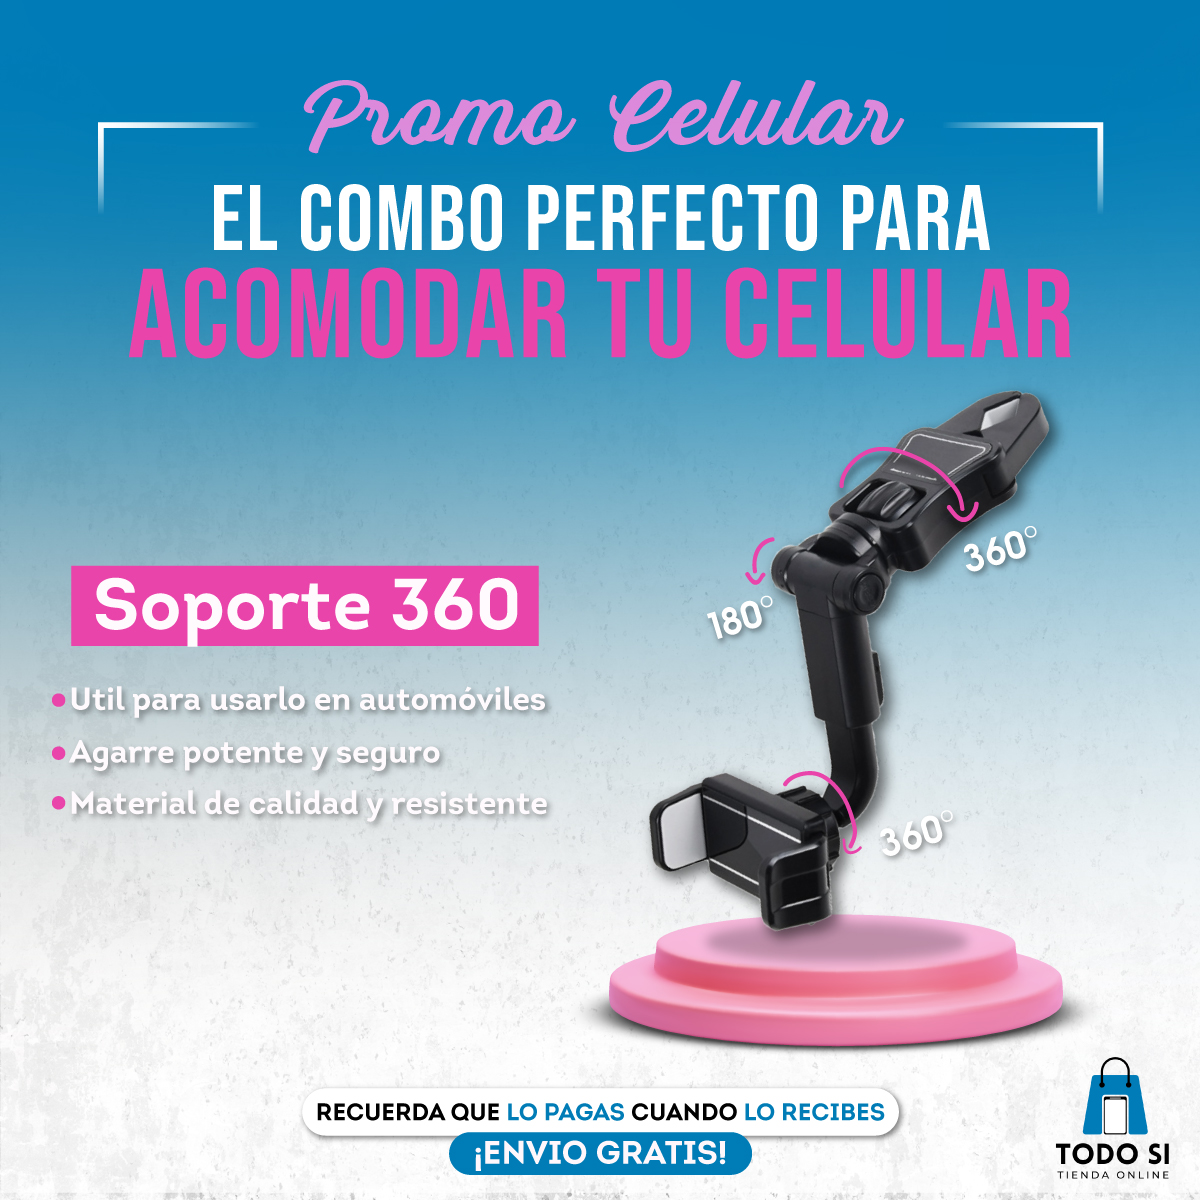 Promo Celular
EL COMBO PERFECTO PARA
ACOMODAR TU CELULAR
360°
180°
Soporte 360
Util para usarlo en automóviles
Agarre potente y seguro
Material de calidad y resistente
360°
RECUERDA QUE LO PAGAS CUANDO LO RECIBES
¡ENVIO GRATIS!
TODO SI
TIENDA ONLINE